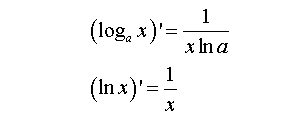 (logₐ x)' = 1/(x ln a)
(ln x)' = 1/x